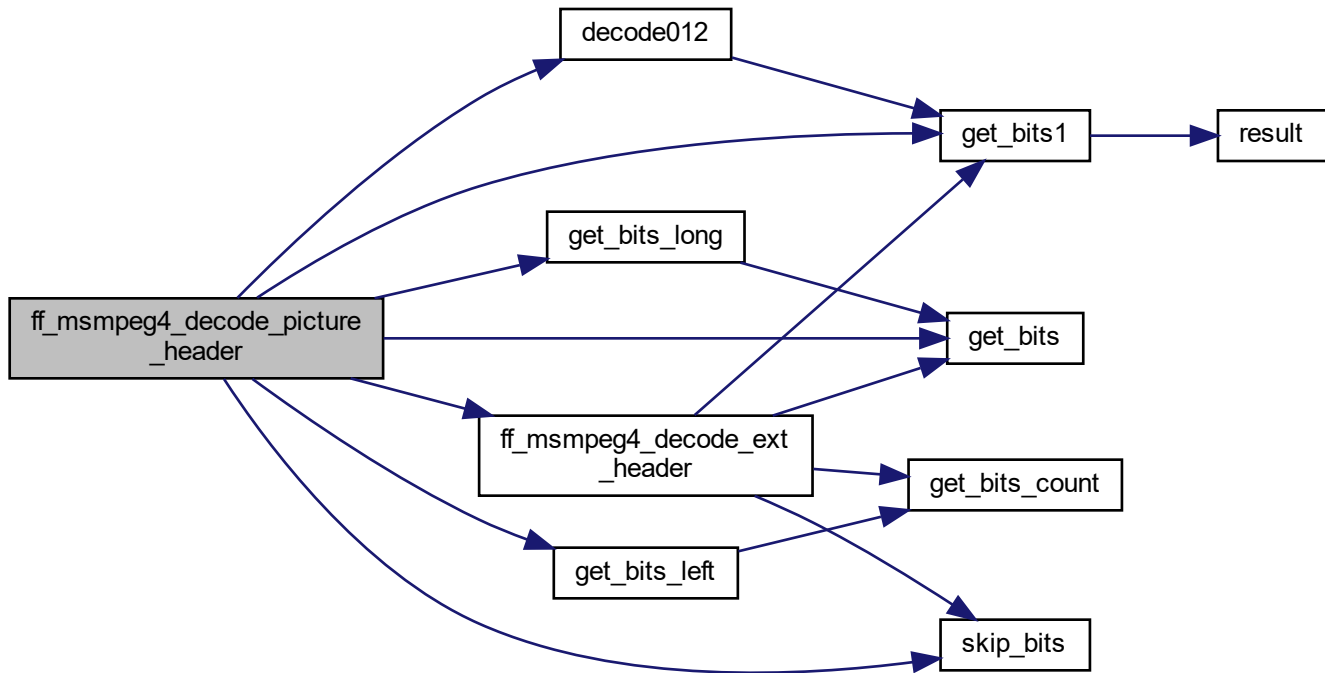 decode012
get_bits1
result
get_bits_long
ff_msmpeg4_decode_picture
_header
get_bits
ff_msmpeg4_decode_ext
_header
get_bits_count
get_bits_left
skip_bits